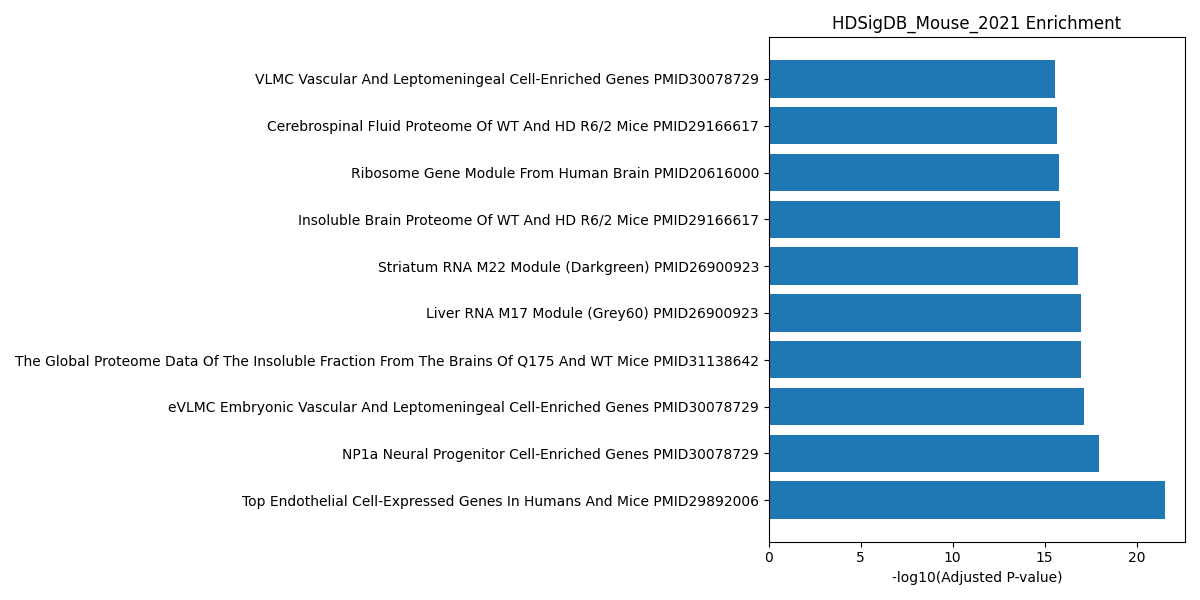 HDSigDB_Mouse_2021 Enrichment
VLMC Vascular And Leptomeningeal Cell-Enriched Genes PMID30078729
Cerebrospinal Fluid Proteome Of WT And HD R6/2 Mice PMID29166617
Ribosome Gene Module From Human Brain PMID20616000
Insoluble Brain Proteome Of WT And HD R6/2 Mice PMID29166617
Striatum RNA M22 Module (Darkgreen) PMID26900923
Liver RNA M17 Module (Grey60) PMID26900923
The Global Proteome Data Of The Insoluble Fraction From The Brains Of Q175 And WT Mice PMID31138642
eVLMC Embryonic Vascular And Leptomeningeal Cell-Enriched Genes PMID30078729
NP1a Neural Progenitor Cell-Enriched Genes PMID30078729
Top Endothelial Cell-Expressed Genes In Humans And Mice PMID29892006
0 5 10 15 20
-log10(Adjusted P-value)